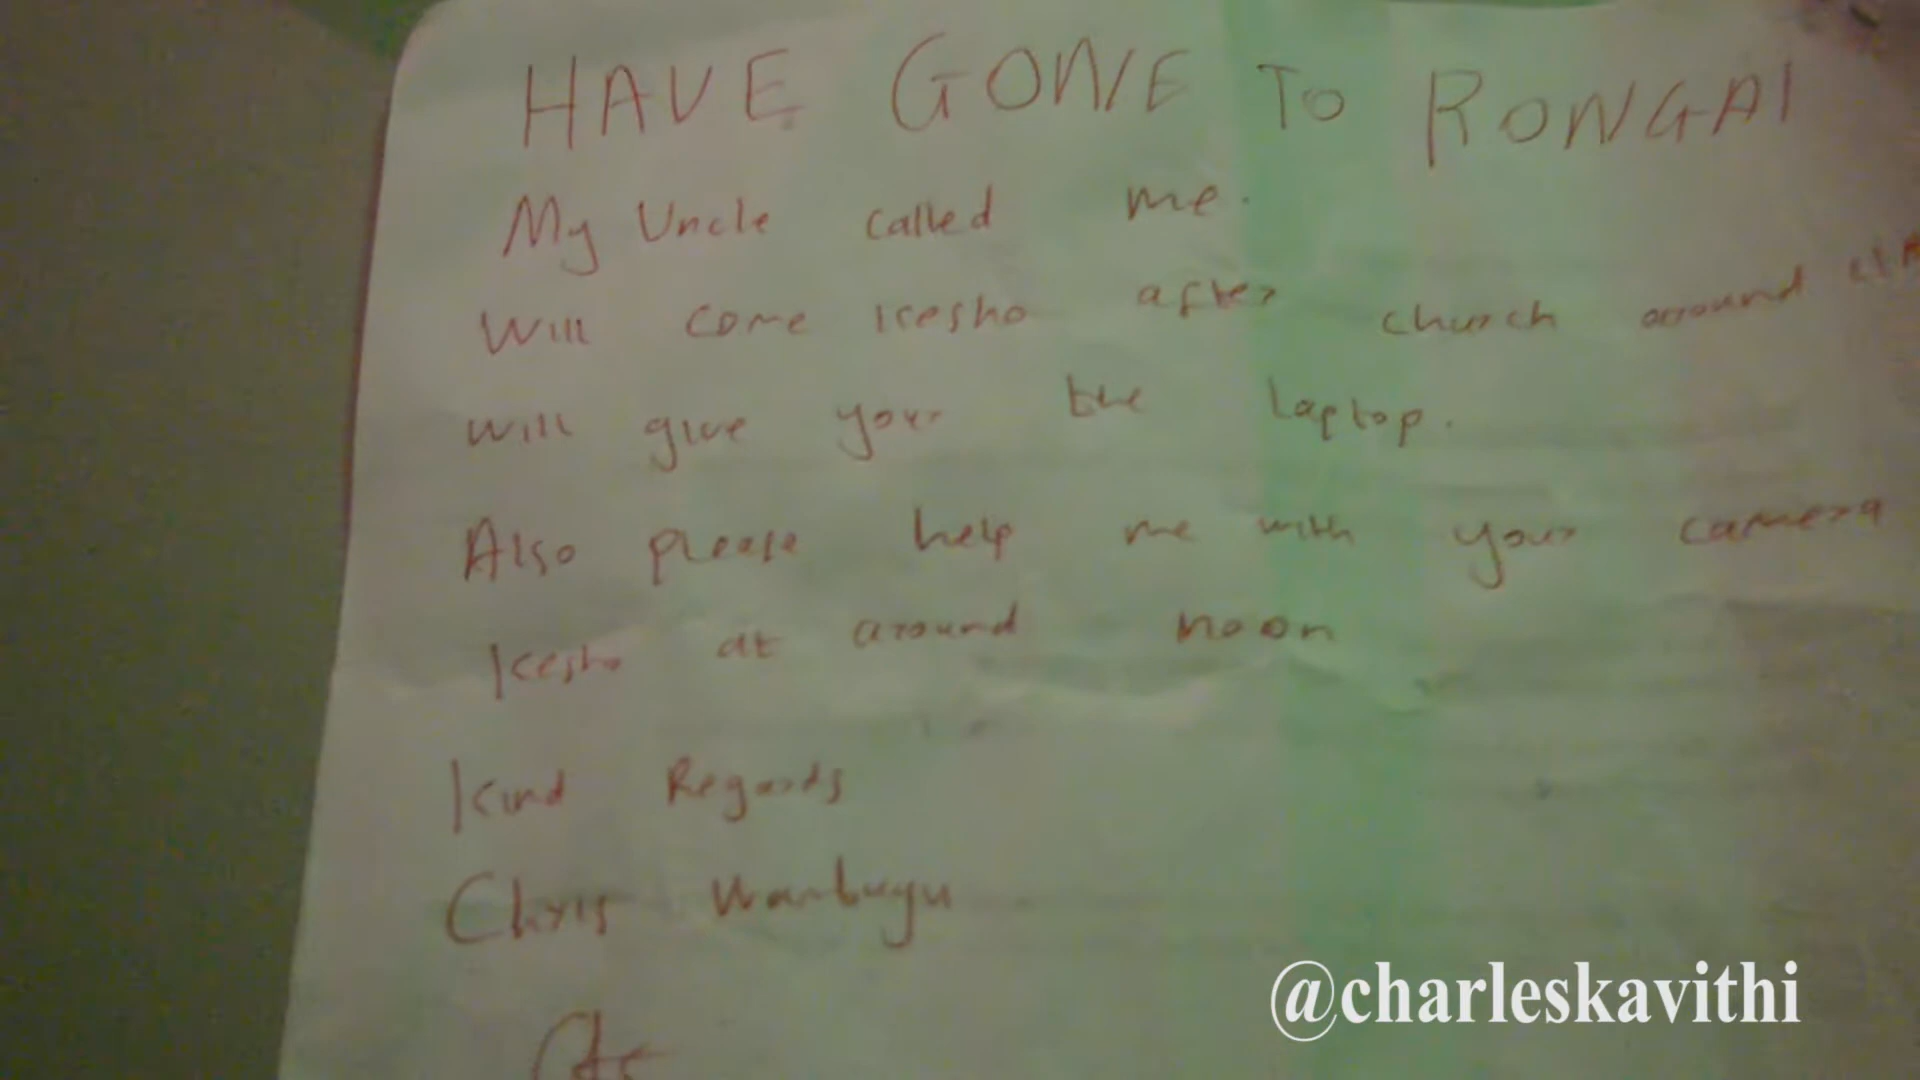 HAVE GONE TO RONGAI
My Uncle called me.
Will come kesho after church around
will give your the laptop.
Also please help me with your camera
kesho at around noon
Kind Regards
Chris Wambugu
@charleskavithi